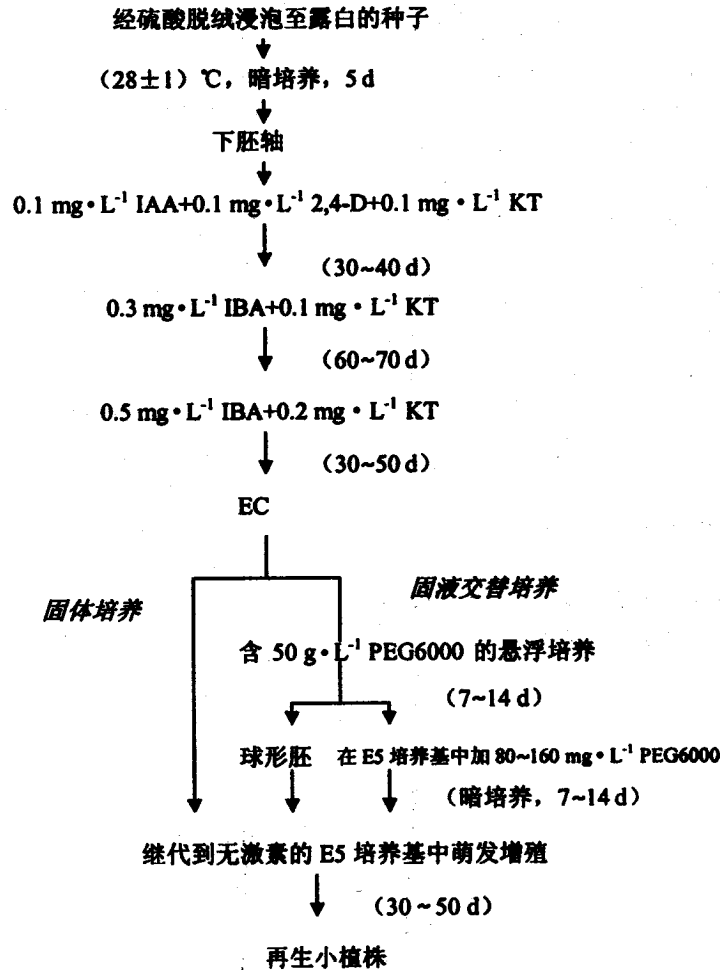 经硫酸脱绒浸泡至露白的种子
（28±1）℃，暗培养，5 d
下胚轴
0.1 mg·L⁻¹ IAA+0.1 mg·L⁻¹ 2,4-D+0.1 mg·L⁻¹ KT
（30~40 d）
0.3 mg·L⁻¹ IBA+0.1 mg·L⁻¹ KT
（60~70 d）
0.5 mg·L⁻¹ IBA+0.2 mg·L⁻¹ KT
（30~50 d）
EC
固体培养
固液交替培养
含 50 g·L⁻¹ PEG6000 的悬浮培养
（7~14 d）
球形胚
在 E5 培养基中加 80~160 mg·L⁻¹ PEG6000
（暗培养，7~14 d）
继代到无激素的 E5 培养基中萌发增殖
（30~50 d）
再生小植株